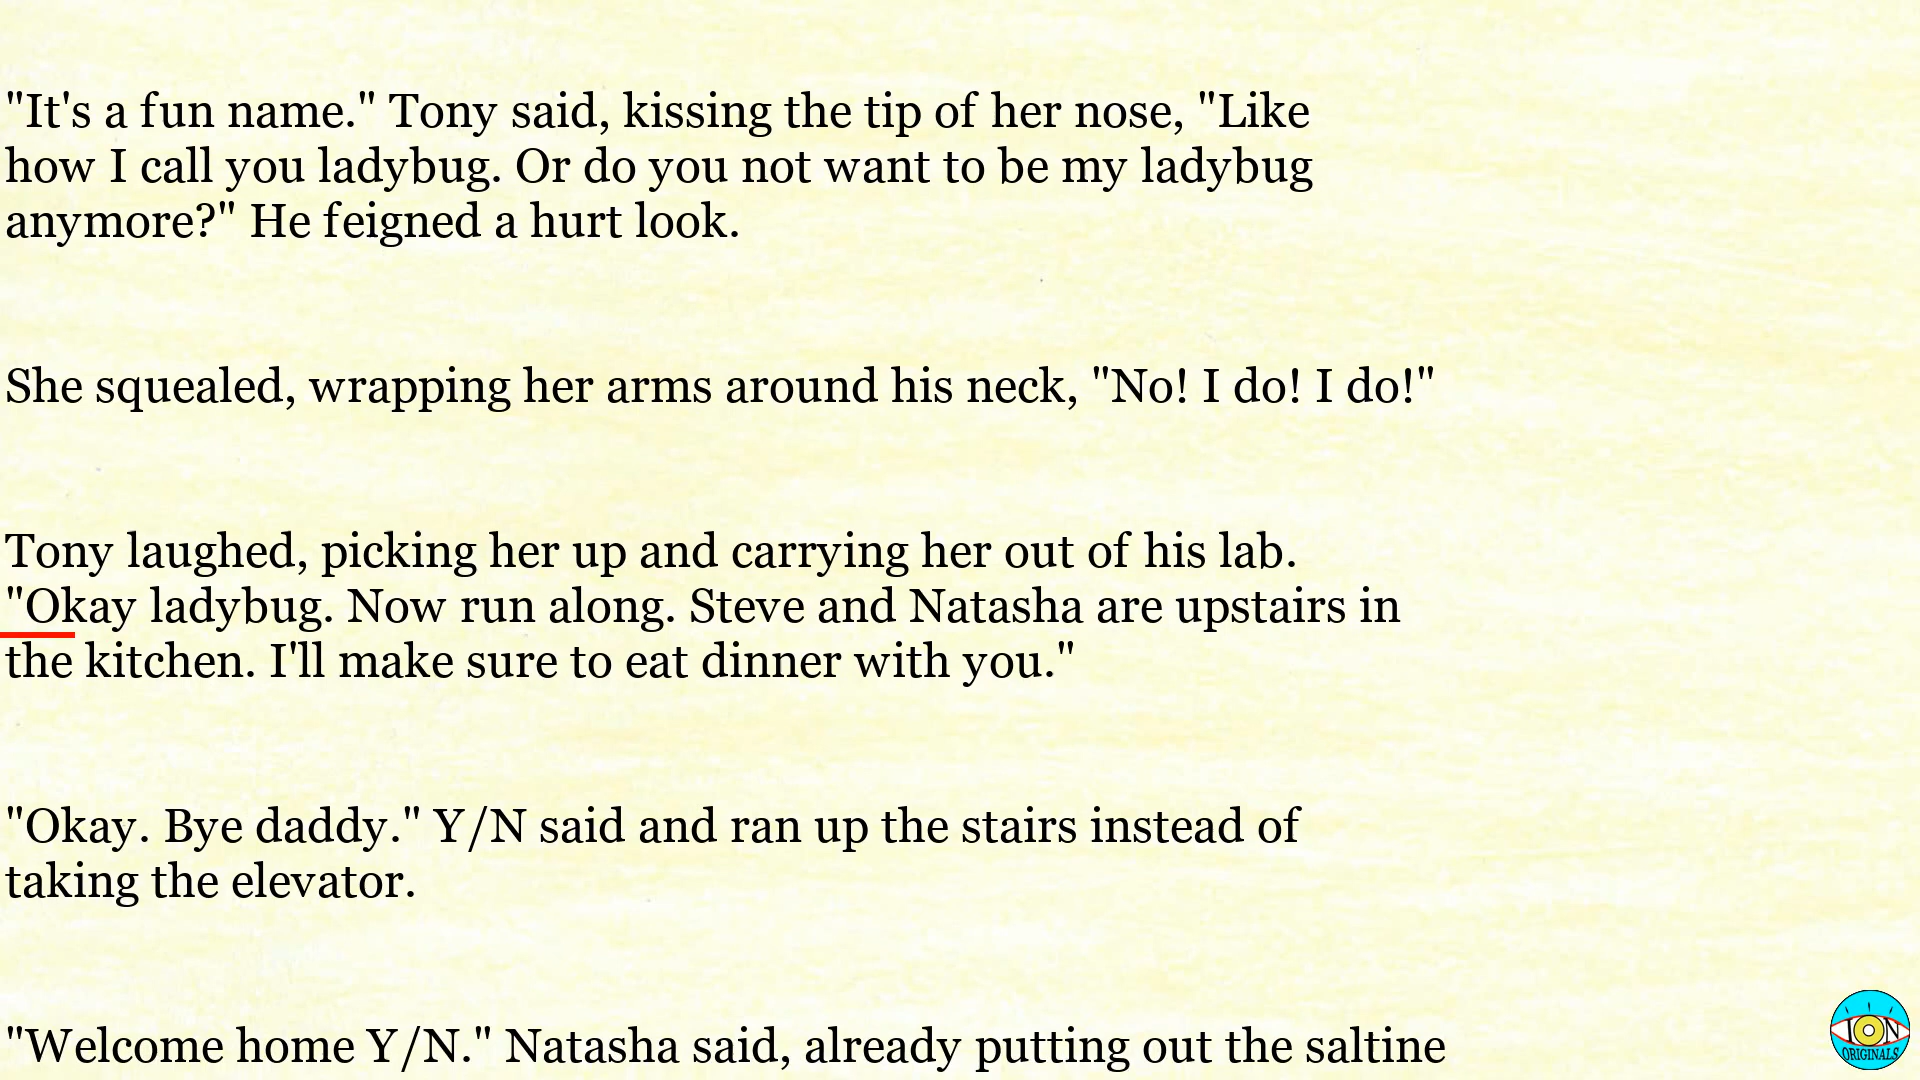 "It's a fun name." Tony said, kissing the tip of her nose, "Like
how I call you ladybug. Or do you not want to be my ladybug
anymore?" He feigned a hurt look.
She squealed, wrapping her arms around his neck, "No! I do! I do!"
Tony laughed, picking her up and carrying her out of his lab.
"Okay ladybug. Now run along. Steve and Natasha are upstairs in
the kitchen. I'll make sure to eat dinner with you."
"Okay. Bye daddy." Y/N said and ran up the stairs instead of
taking the elevator.
"Welcome home Y/N." Natasha said, already putting out the saltine
ION
ORIGINALS